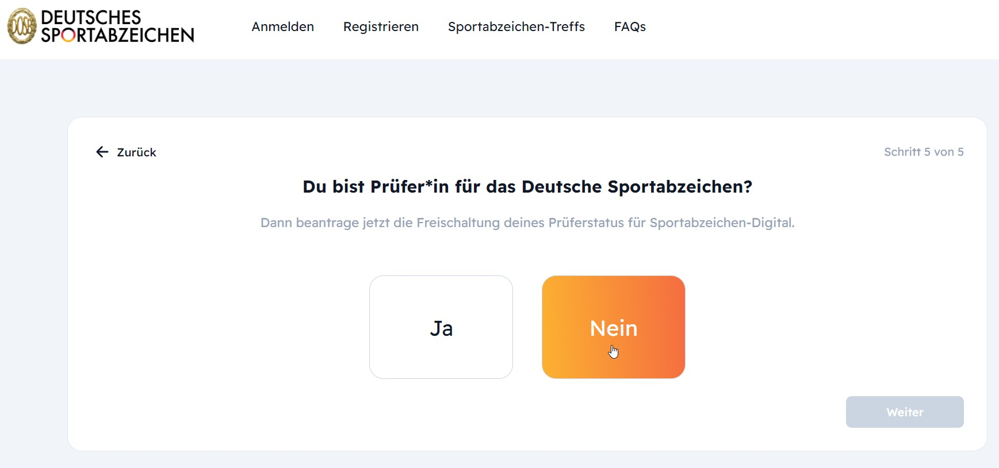 DOSB
DEUTSCHES
SPORTABZEICHEN
Anmelden
Registrieren
Sportabzeichen-Treffs
FAQs
Zurück
Schritt 5 von 5
Du bist Prüfer*in für das Deutsche Sportabzeichen?
Dann beantrage jetzt die Freischaltung deines Prüferstatus für Sportabzeichen-Digital.
Ja
Nein
Weiter